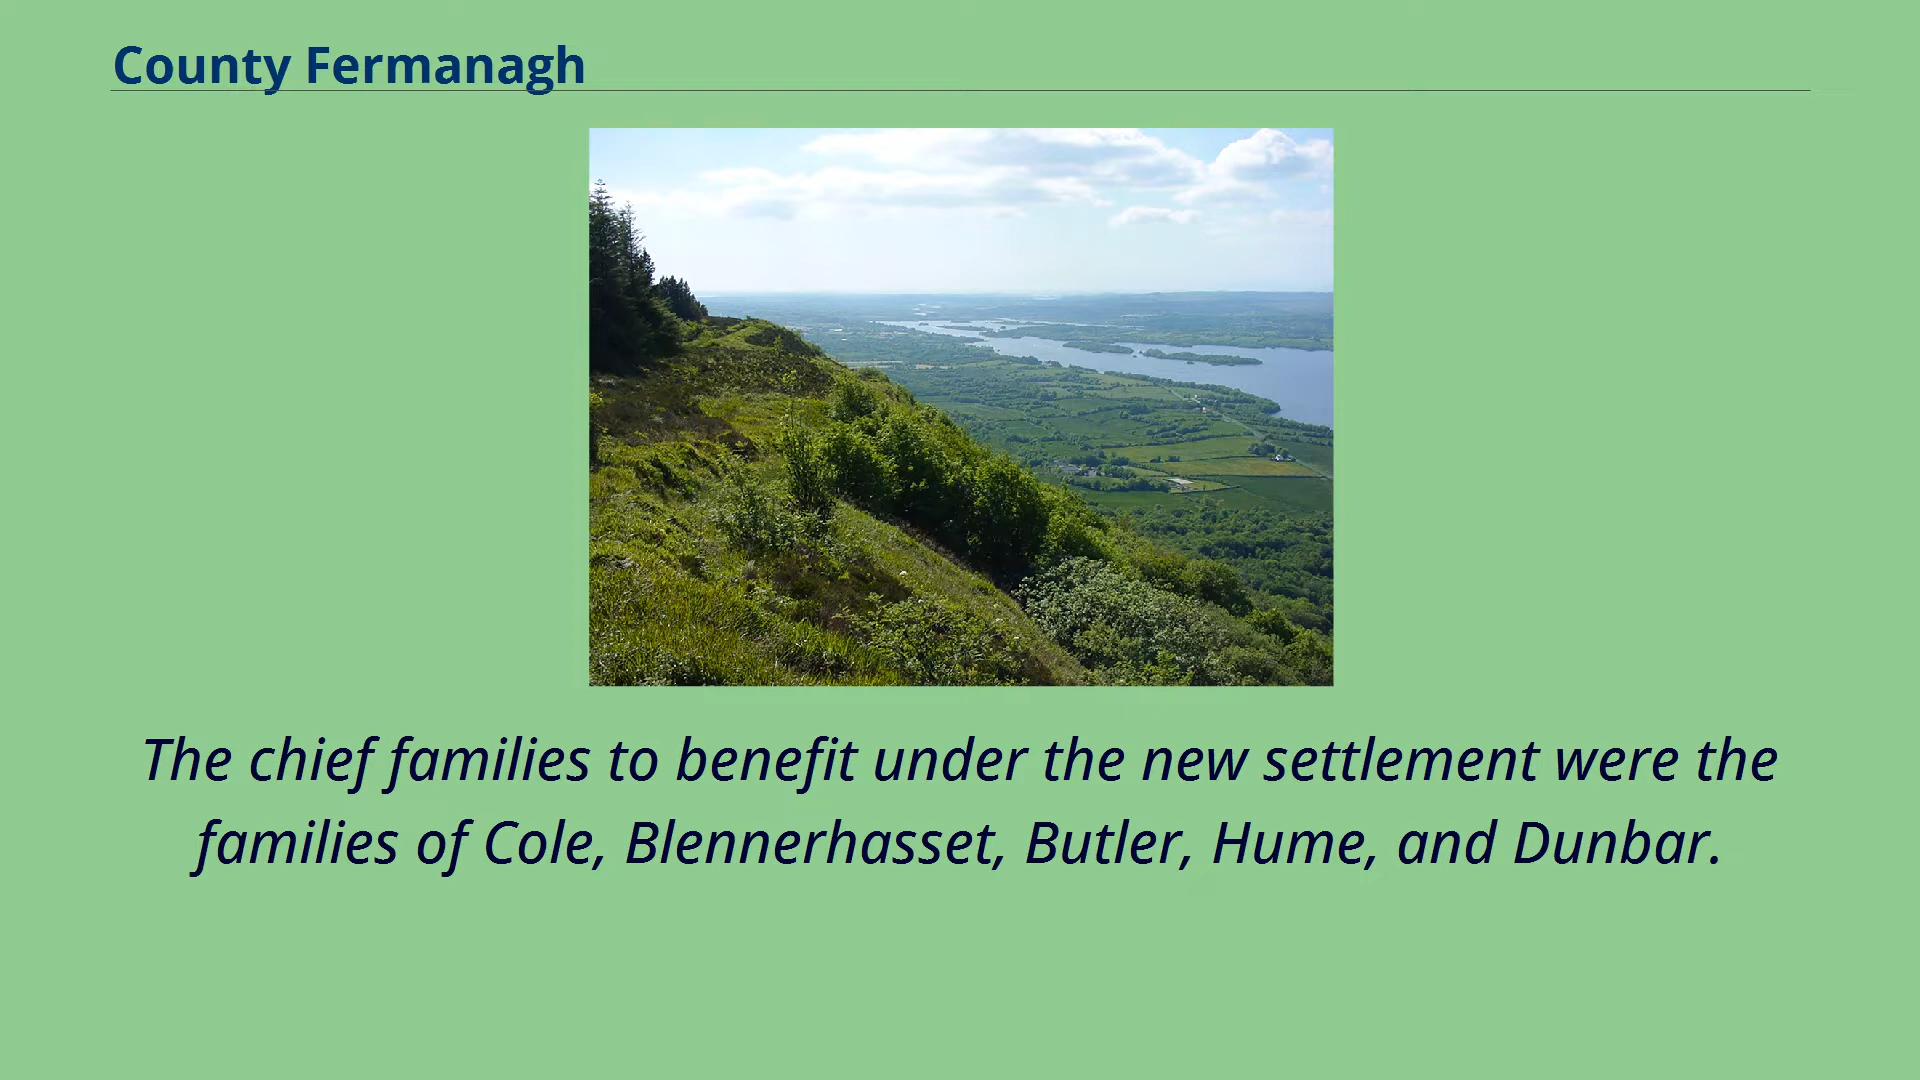 County Fermanagh
The chief families to benefit under the new settlement were the
families of Cole, Blennerhasset, Butler, Hume, and Dunbar.